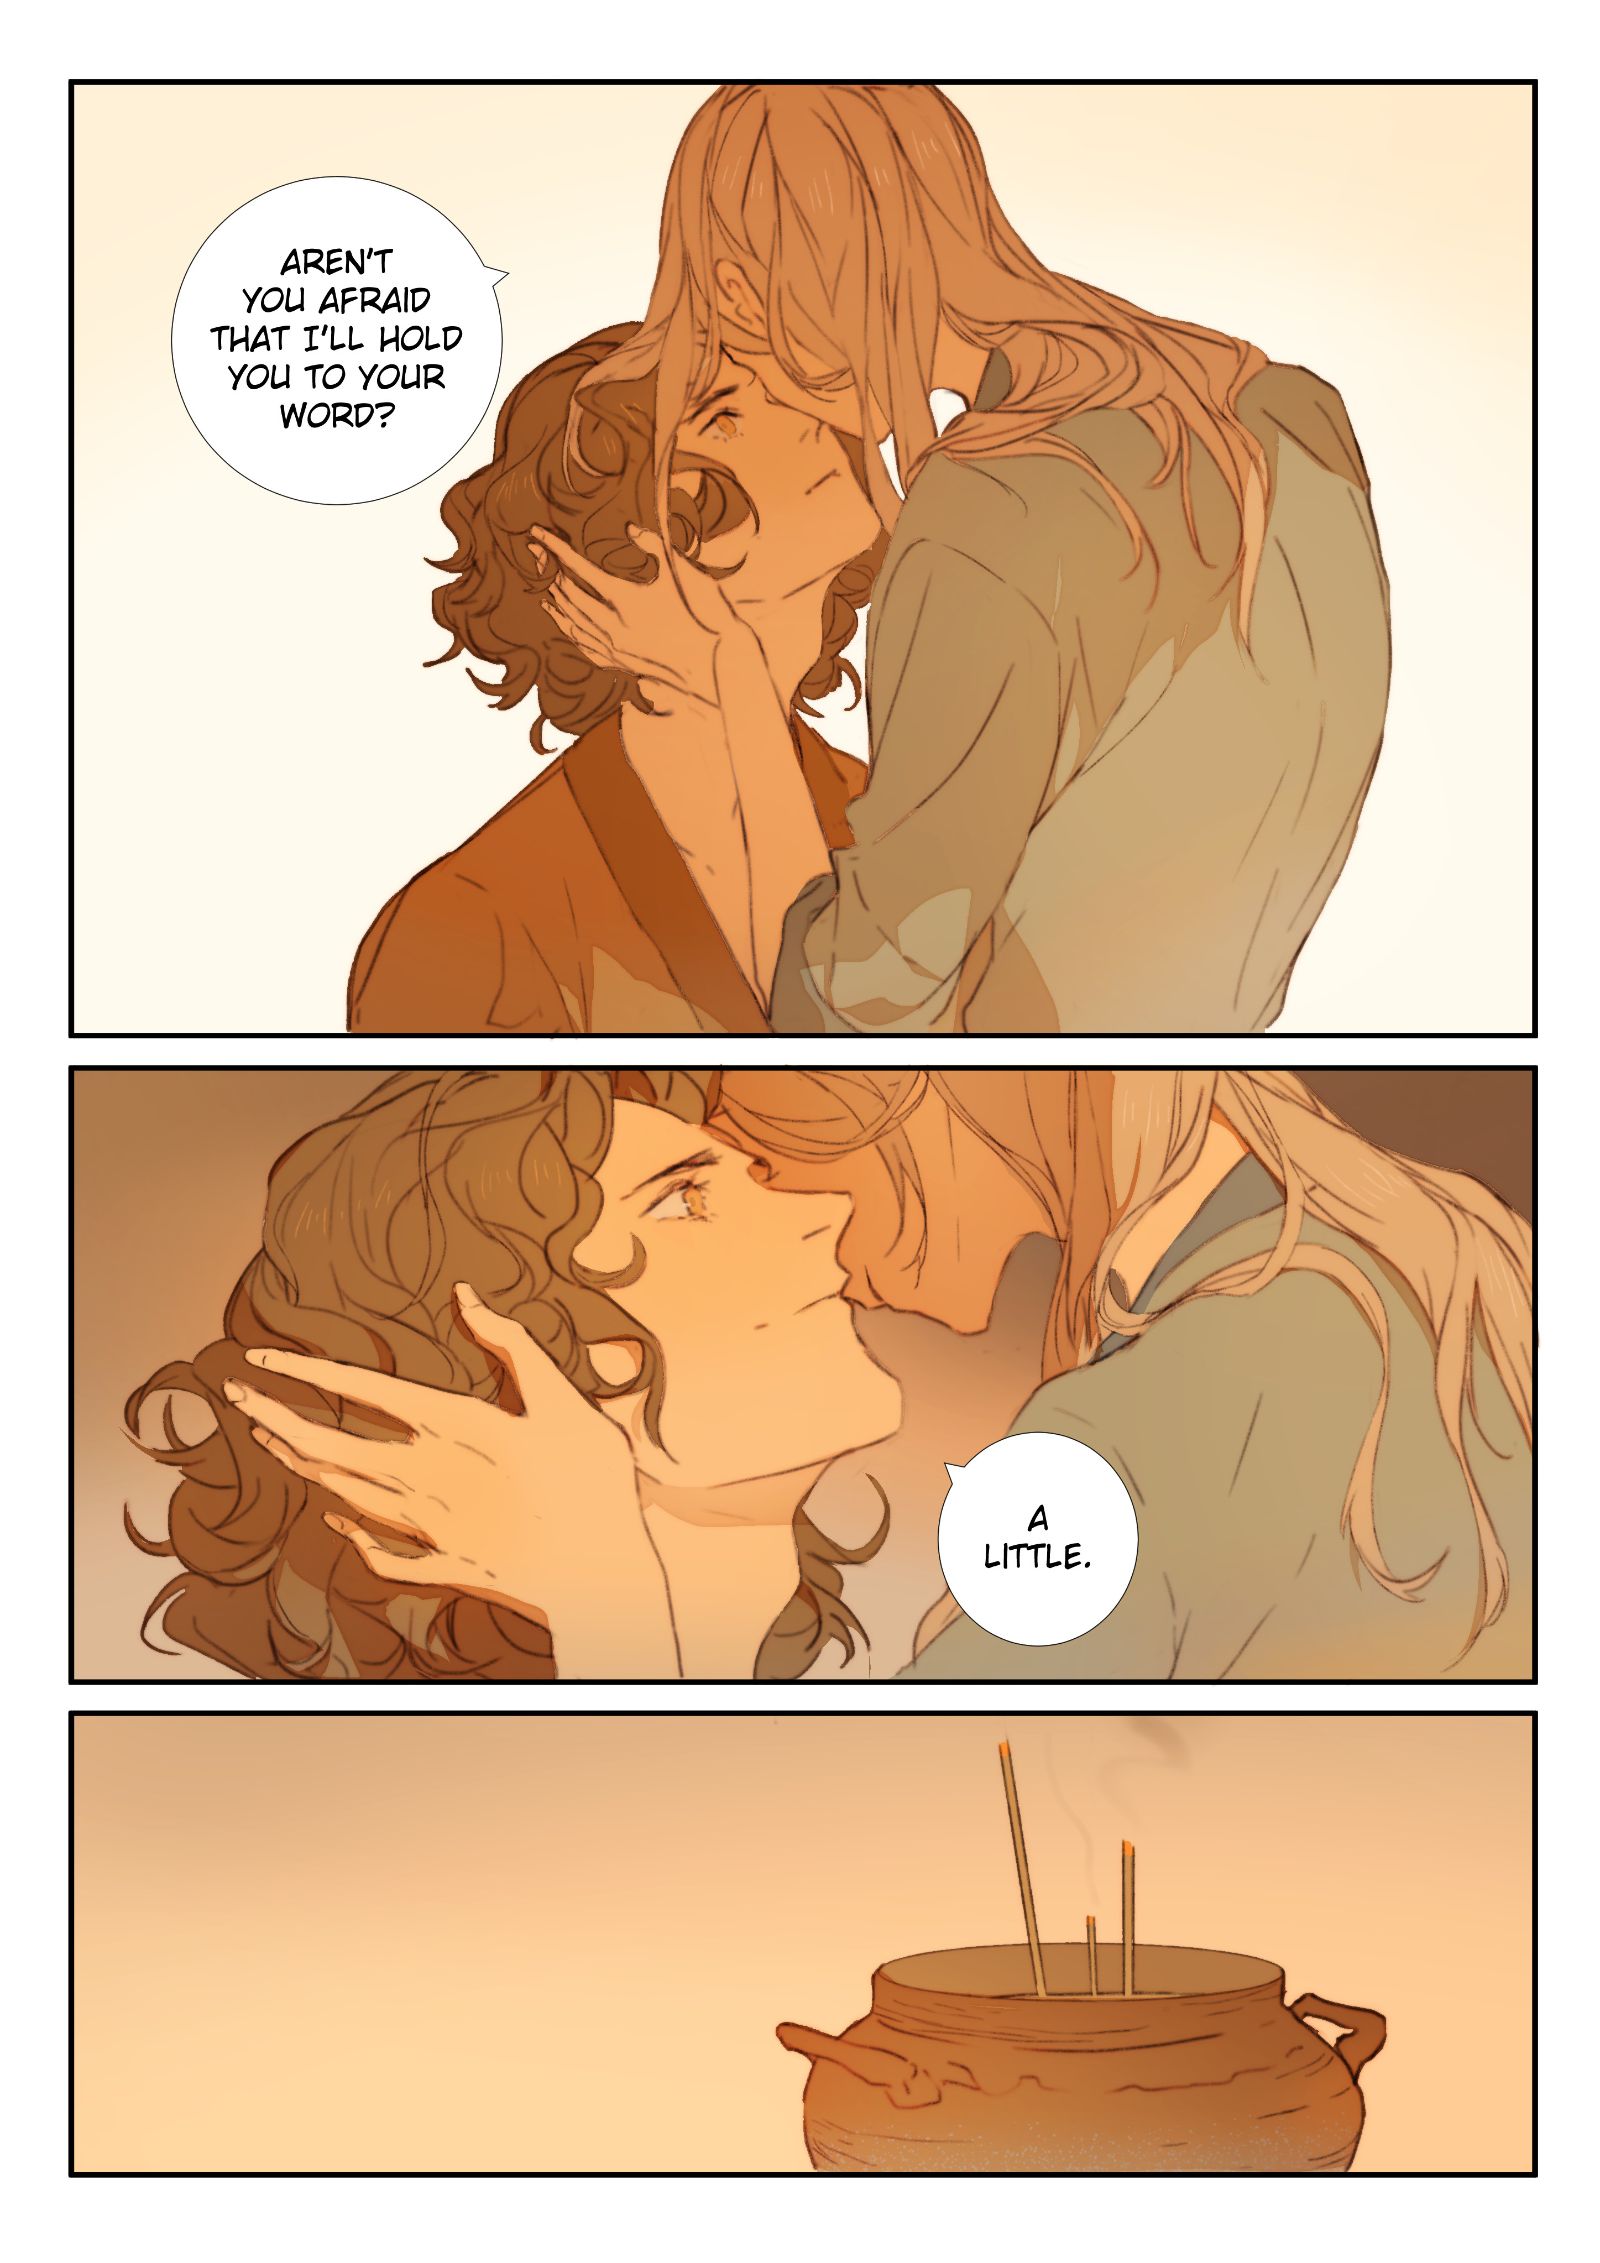 AREN'T
YOU AFRAID
THAT I'LL HOLD
YOU TO YOUR
WORD?
A
LITTLE.